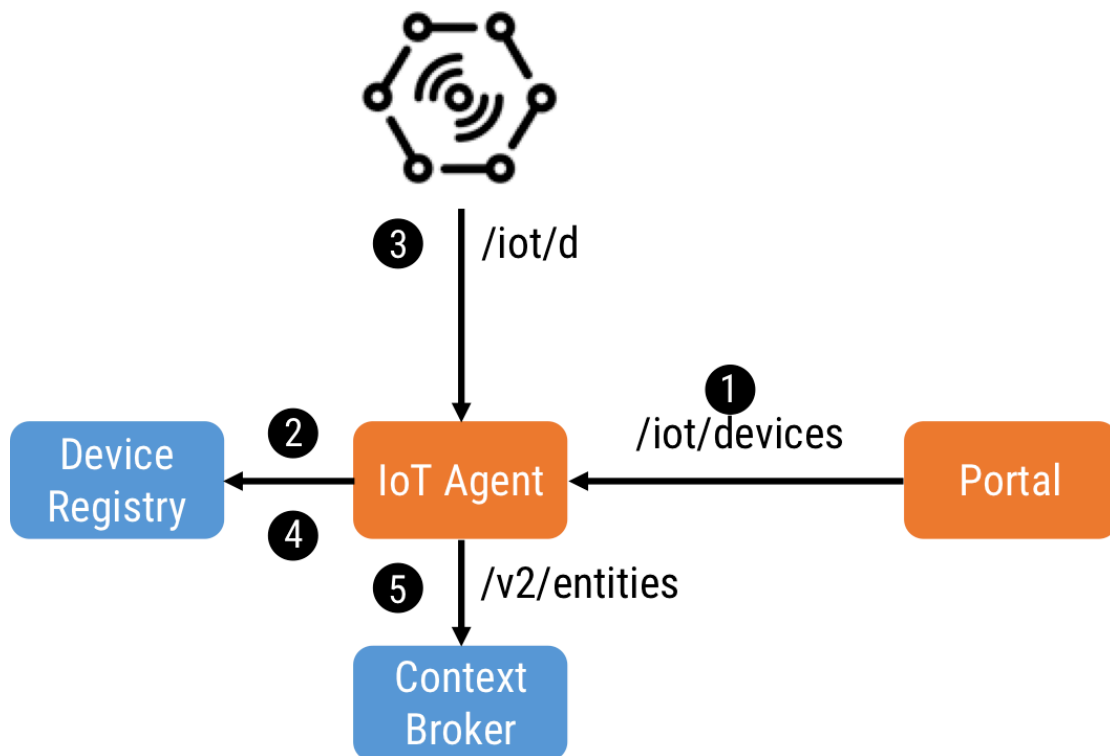 3
/iot/d
1
/iot/devices
2
Device
Registry
IoT Agent
Portal
4
5
/v2/entities
Context
Broker